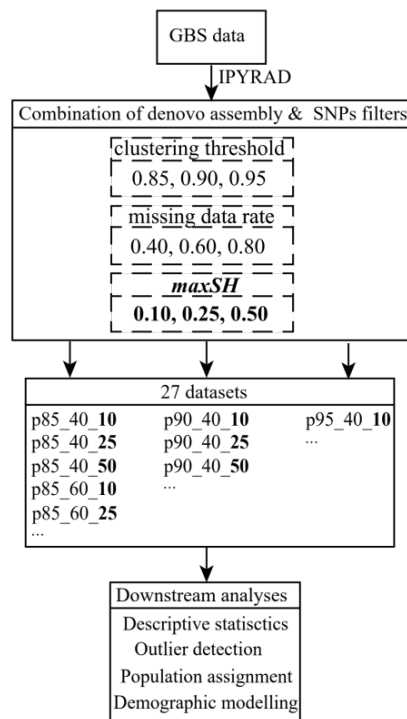 GBS data
IPYRAD
Combination of denovo assembly & SNPs filters
clustering threshold
0.85, 0.90, 0.95
missing data rate
0.40, 0.60, 0.80
maxSH
0.10, 0.25, 0.50
27 datasets
p85_40_10 p90_40_10 p95_40_10
p85_40_25 p90_40_25 ...
p85_40_50 p90_40_50
p85_60_10 ...
p85_60_25
...
Downstream analyses
Descriptive statisctics
Outlier detection
Population assignment
Demographic modelling